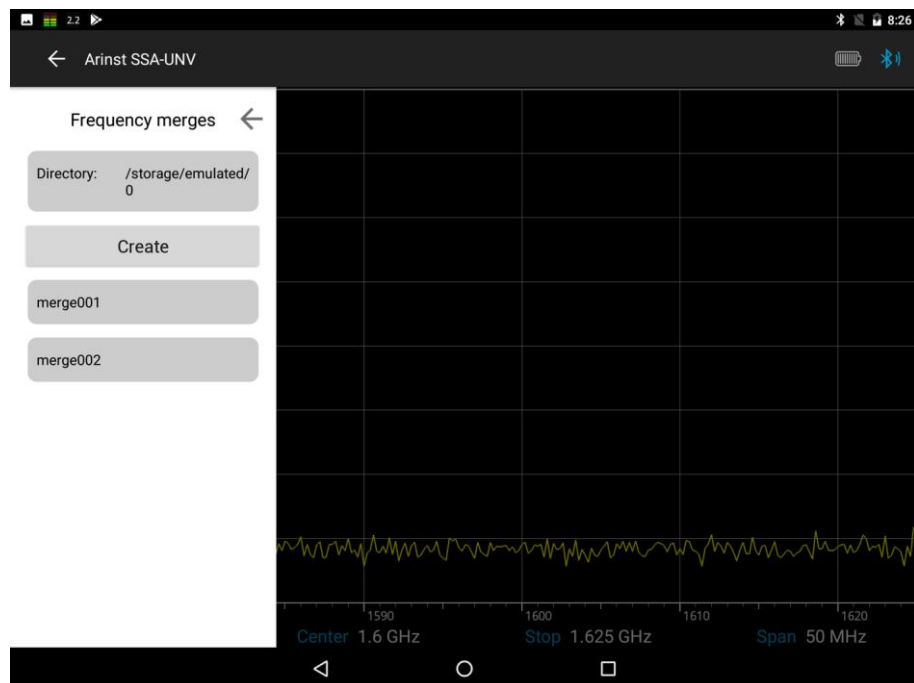 2.2
8:26
Arinst SSA-UNV
Frequency merges
Directory: /storage/emulated/
0
Create
merge001
merge002
1590 1600 1610 1620
Center 1.6 GHz Stop 1.625 GHz Span 50 MHz